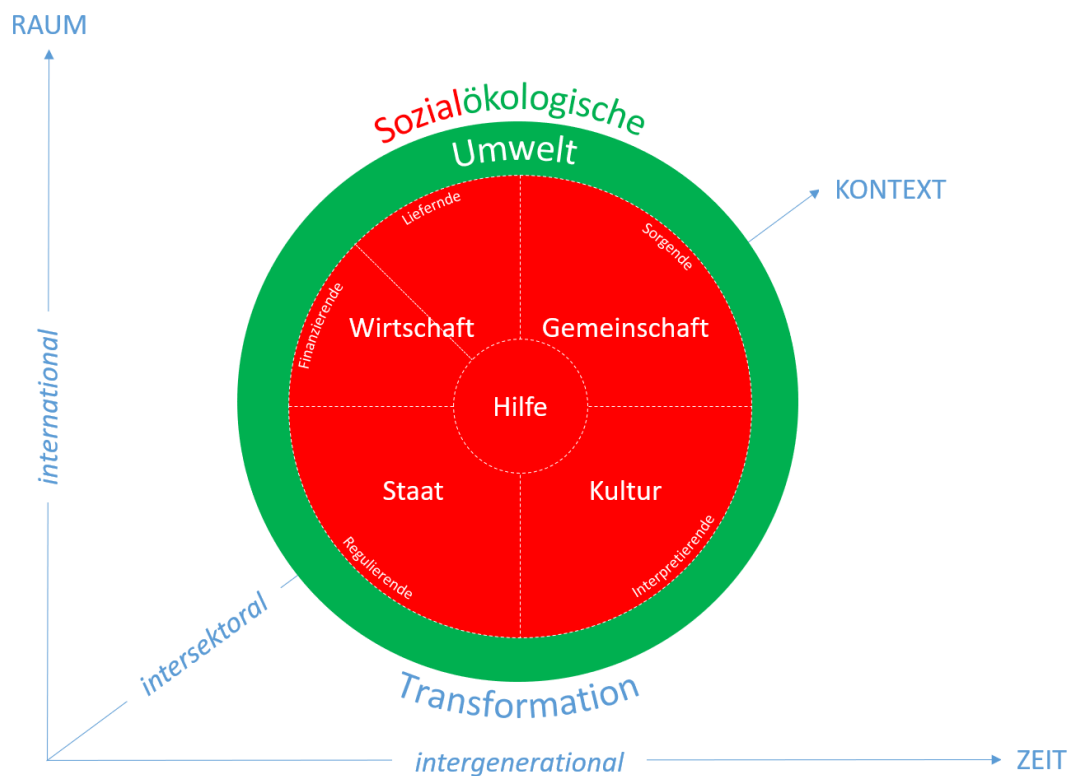 RAUM
Sozialökologische
Umwelt
KONTEXT
Liefernde
Sorgende
Finanzierende
Wirtschaft
Gemeinschaft
international
Hilfe
Staat
Kultur
Regulierende
Interpretierende
intersektoral
Transformation
intergenerational
ZEIT